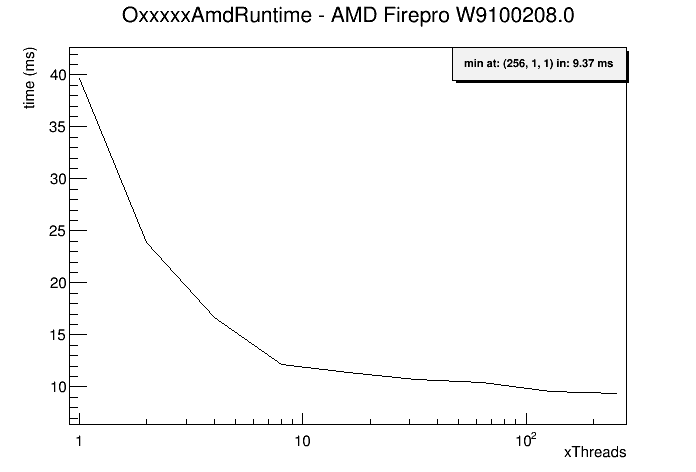 OxxxxxAmdRuntime - AMD Firepro W9100208.0
time (ms)
min at: (256, 1, 1) in: 9.37 ms
40
35
30
25
20
15
10
1 10 10²
xThreads